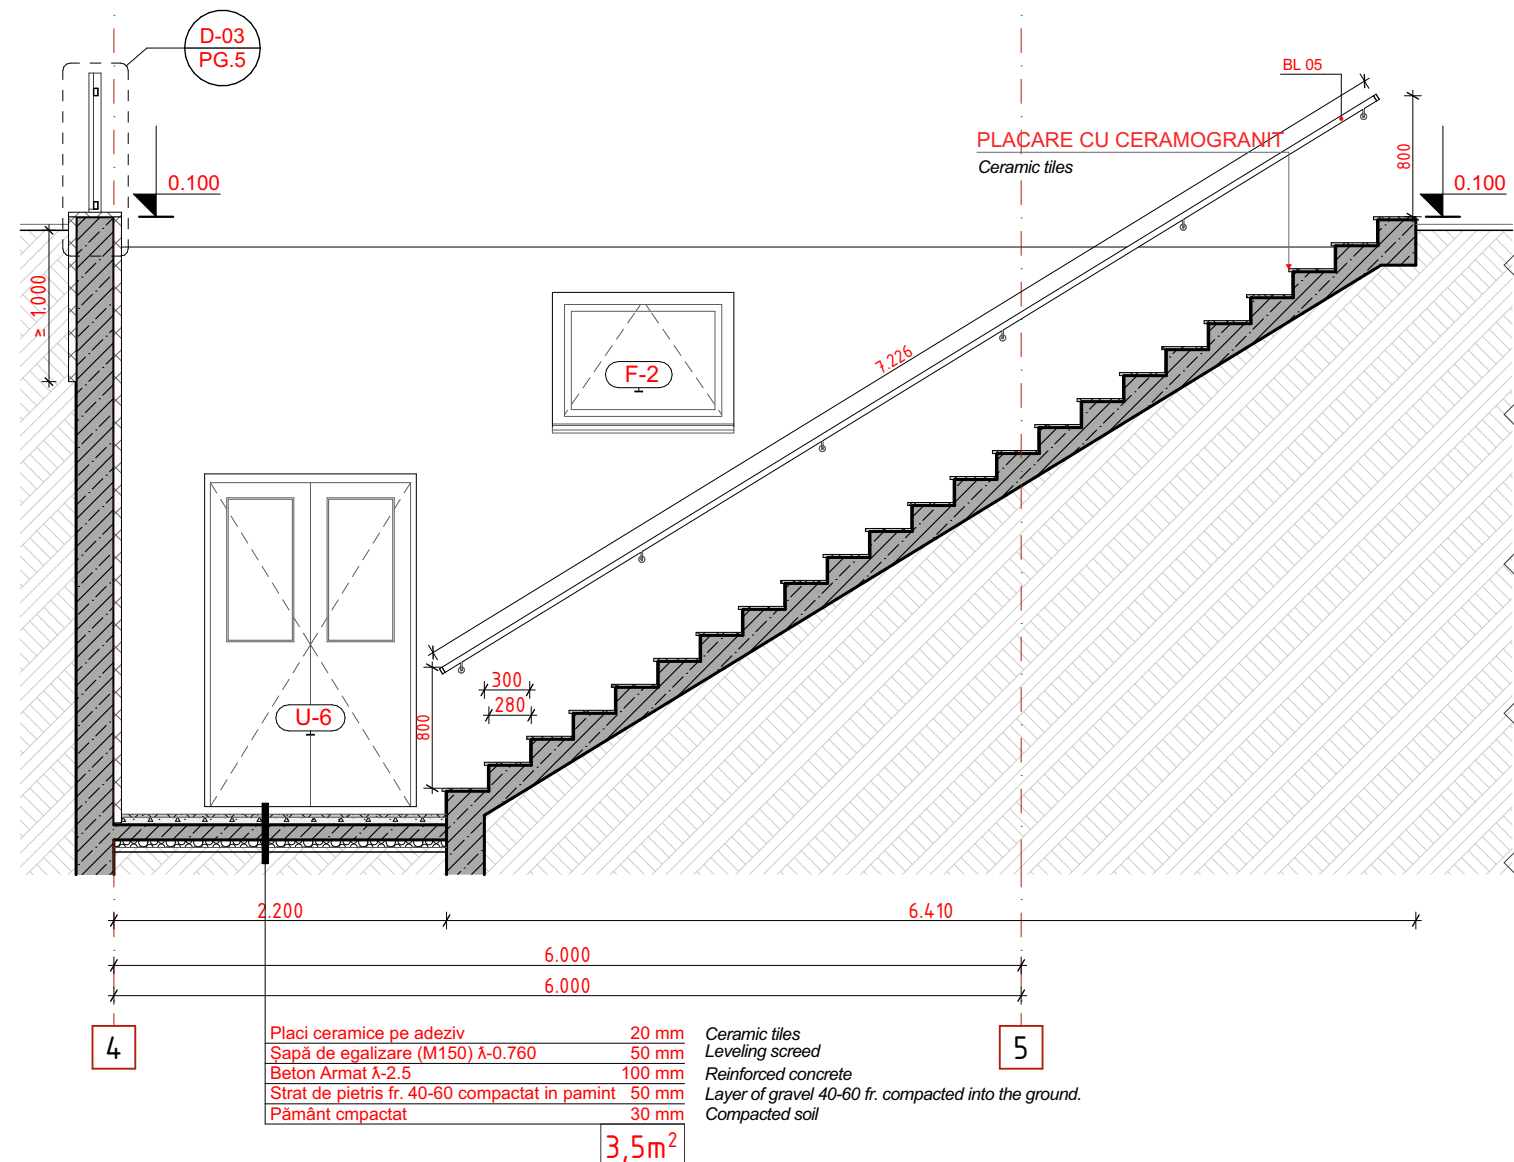 D-03
PG.5
BL 05
PLACARE CU CERAMOGRANIT
Ceramic tiles
800
0.100
0.100
≥ 1.000
7.226
F-2
U-6
300
280
800
2.200
6.410
6.000
6.000
4
5
Placi ceramice pe adeziv 20 mm Ceramic tiles
Șapă de egalizare (M150) ƛ-0.760 50 mm Leveling screed
Beton Armat ƛ-2.5 100 mm Reinforced concrete
Strat de pietris fr. 40-60 compactat in pamint 50 mm Layer of gravel 40-60 fr. compacted into the ground.
Pământ cmpactat 30 mm Compacted soil
3,5m²